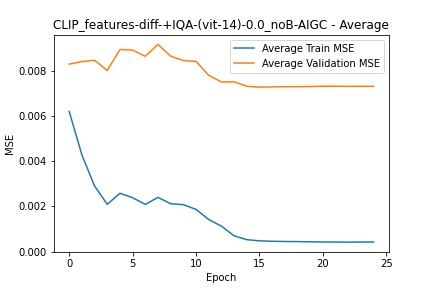 CLIP_features-diff-+IQA-(vit-14)-0.0_noB-AIGC - Average
Average Train MSE
Average Validation MSE
MSE
0.008
0.006
0.004
0.002
0.000
0 5 10 15 20 25
Epoch